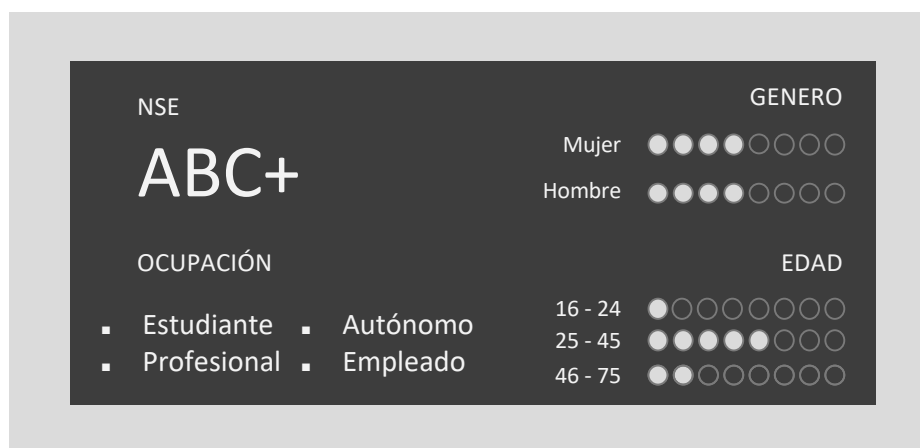 NSE
ABC+
GENERO
Mujer
Hombre
OCUPACIÓN
▪ Estudiante ▪ Autónomo
▪ Profesional ▪ Empleado
EDAD
16 - 24
25 - 45
46 - 75